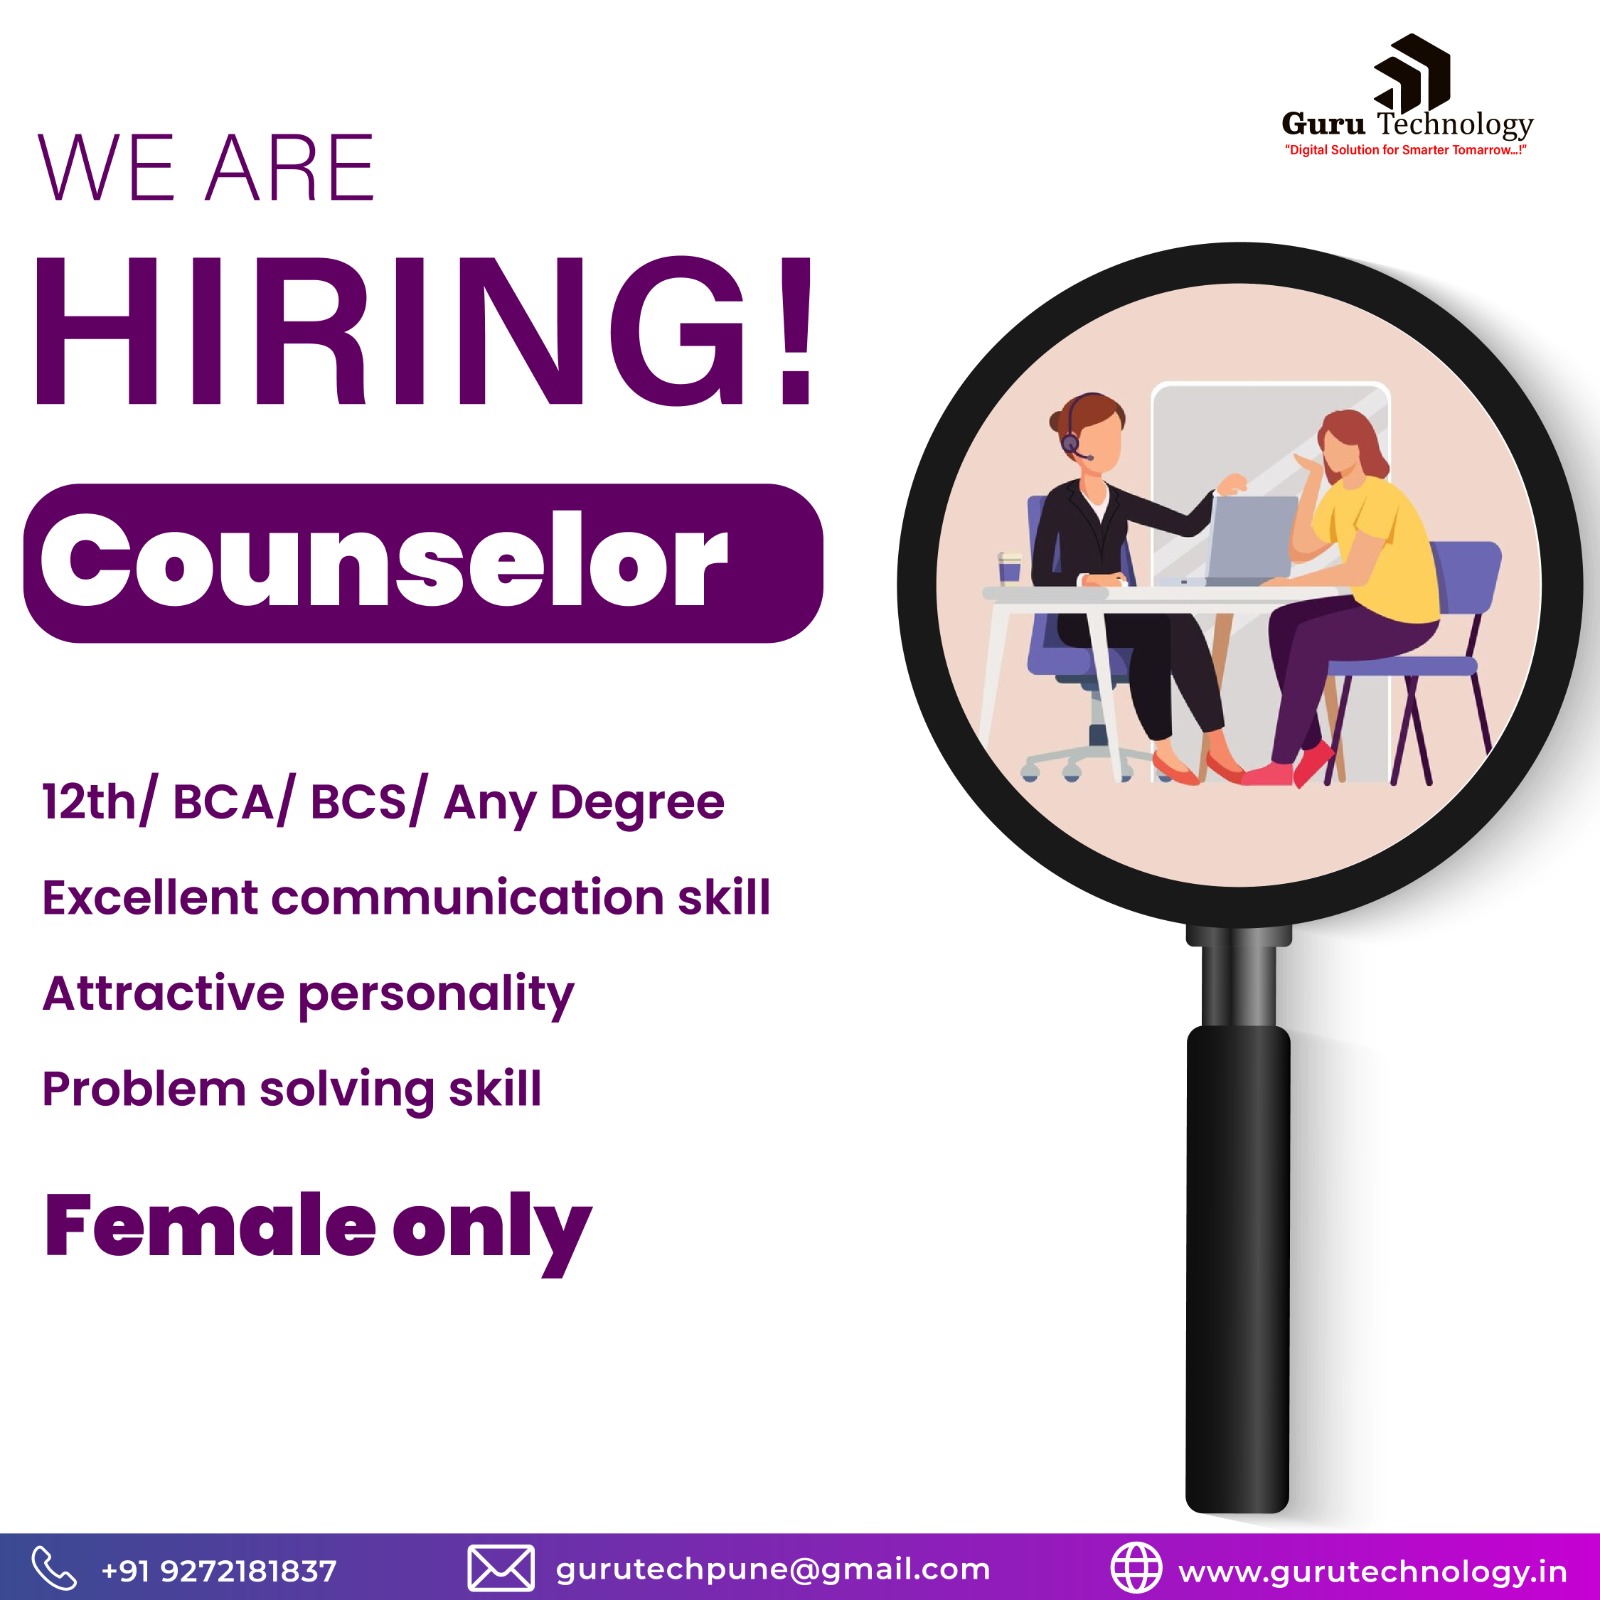 Guru Technology
"Digital Solution for Smarter Tomarrow...!"
WE ARE
HIRING!
Counselor
12th/ BCA/ BCS/ Any Degree
Excellent communication skill
Attractive personality
Problem solving skill
Female only
+91 9272181837
gurutechpune@gmail.com
www.gurutechnology.in